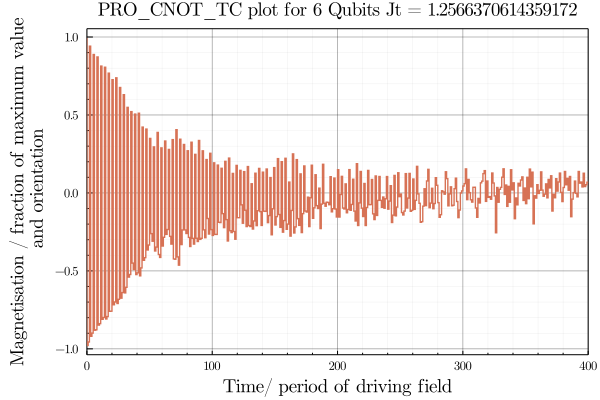 PRO_CNOT_TC plot for 6 Qubits Jt = 1.2566370614359172
Magnetisation / fraction of maximum value
and orientation
1.0
0.5
0.0
−0.5
−1.0
0
100
200
300
400
Time/ period of driving field